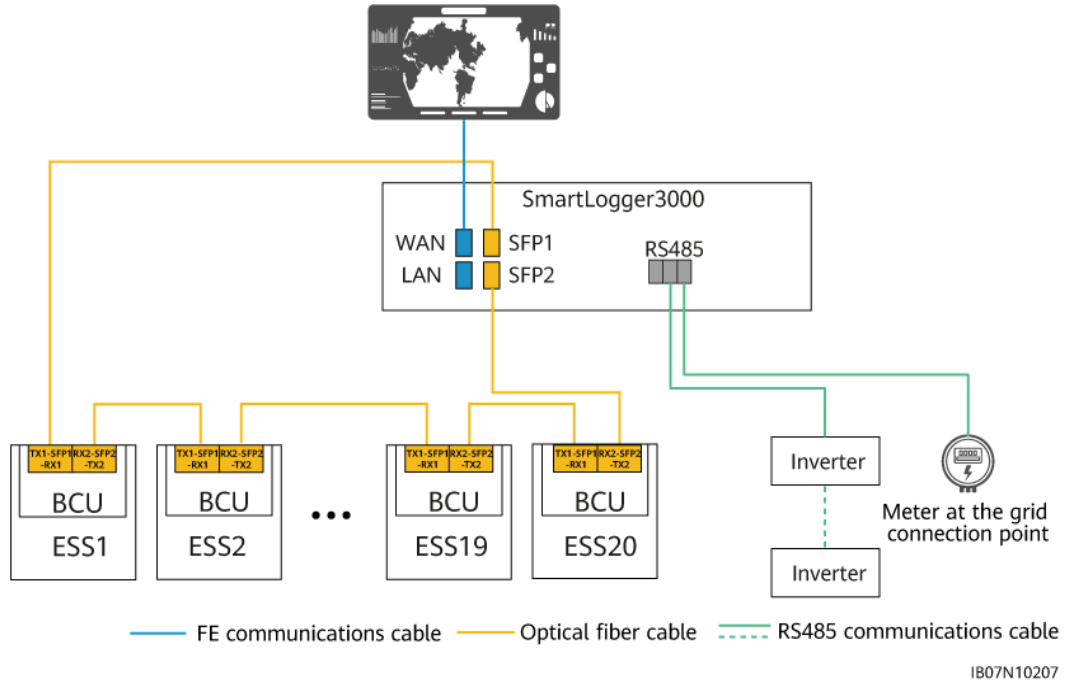 SmartLogger3000
WAN SFP1
RS485
LAN SFP2
TX1-SFP1 RX2-SFP2
-RX1 -TX2
BCU
ESS1
TX1-SFP1 RX2-SFP2
-RX1 -TX2
BCU
ESS2
•••
TX1-SFP1 RX2-SFP2
-RX1 -TX2
BCU
ESS19
TX1-SFP1 RX2-SFP2
-RX1 -TX2
BCU
ESS20
Inverter
Inverter
0000
Meter at the grid
connection point
FE communications cable Optical fiber cable RS485 communications cable
IB07N10207